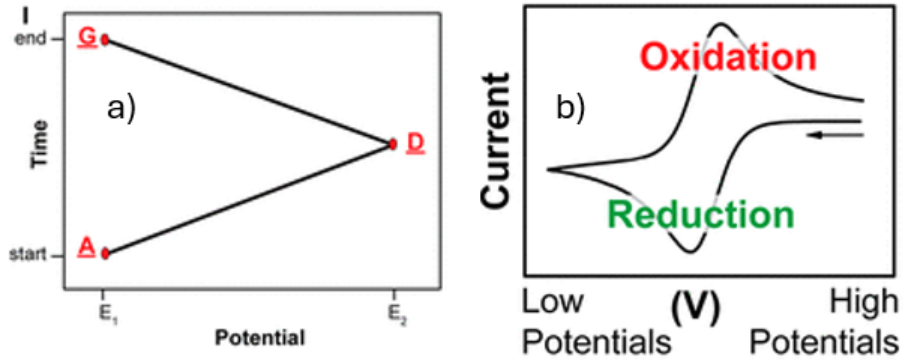 I
end
G
a)
D
Time
A
start
E1
E2
Potential
Oxidation
b)
Current
Reduction
Low
Potentials
(V)
High
Potentials